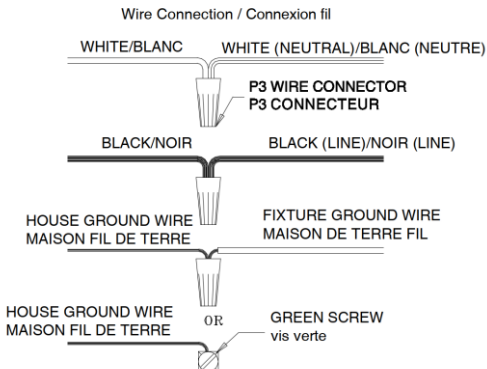 Wire Connection / Connexion fil
WHITE/BLANC
WHITE (NEUTRAL)/BLANC (NEUTRE)
P3 WIRE CONNECTOR
P3 CONNECTEUR
BLACK/NOIR
BLACK (LINE)/NOIR (LINE)
HOUSE GROUND WIRE
MAISON FIL DE TERRE
FIXTURE GROUND WIRE
MAISON DE TERRE FIL
OR
HOUSE GROUND WIRE
MAISON FIL DE TERRE
GREEN SCREW
vis verte